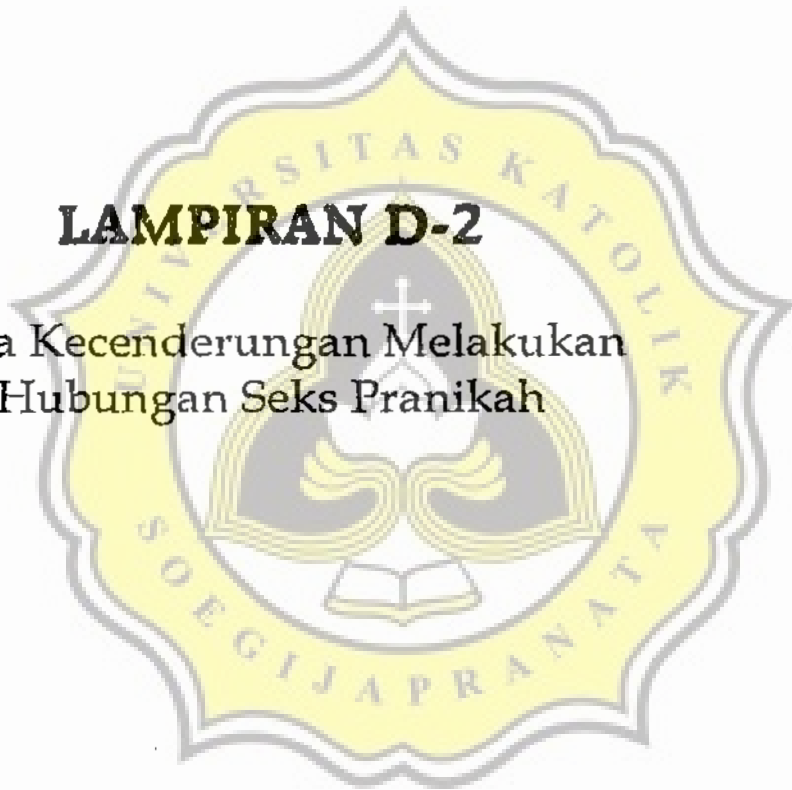 UNIVERSITAS KATOLIK
LAMPIRAN D-2
a Kecenderungan Melakukan
Hubungan Seks Pranikah
SOEGIJAPRANATA